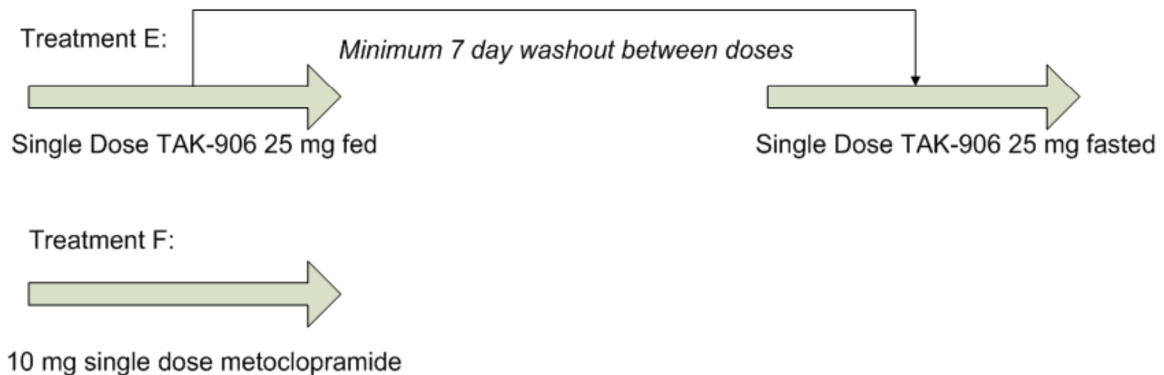 Treatment E:
Minimum 7 day washout between doses
Single Dose TAK-906 25 mg fed
Single Dose TAK-906 25 mg fasted
Treatment F:
10 mg single dose metoclopramide